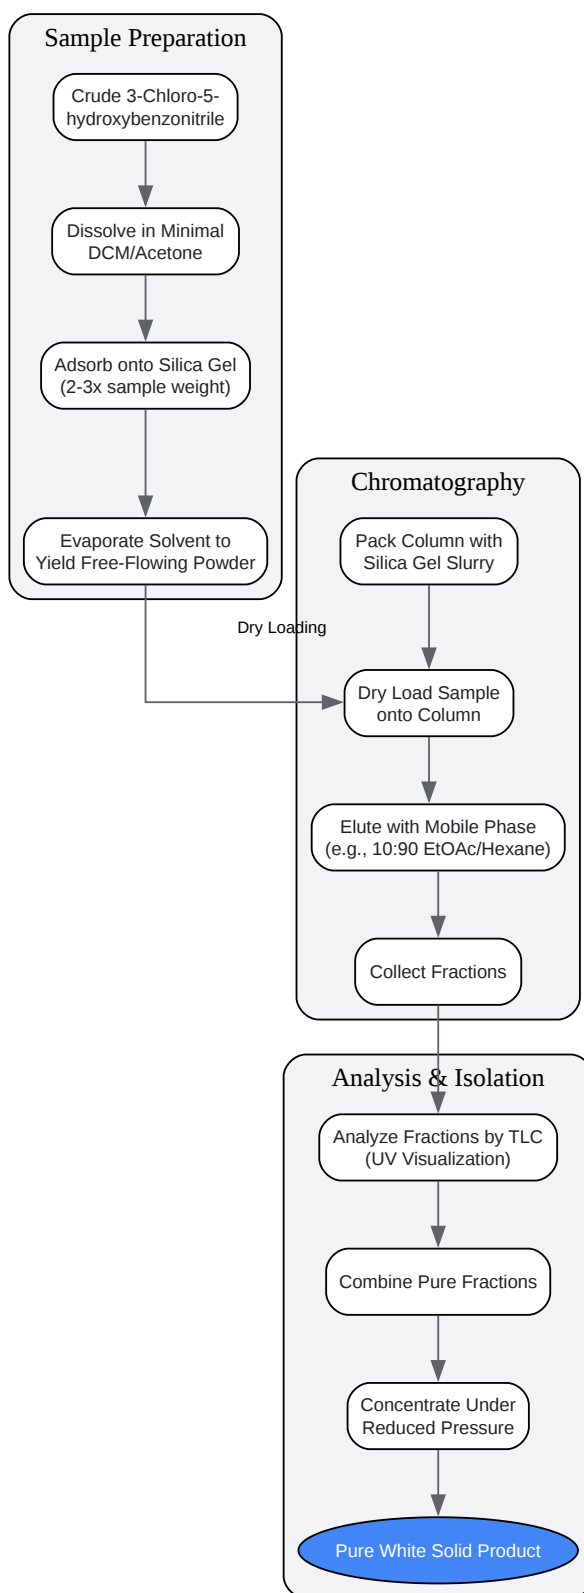 Sample Preparation
Crude 3-Chloro-5-
hydroxybenzonitrile
Dissolve in Minimal
DCM/Acetone
Adsorb onto Silica Gel
(2-3x sample weight)
Evaporate Solvent to
Yield Free-Flowing Powder
Dry Loading
Chromatography
Pack Column with
Silica Gel Slurry
Dry Load Sample
onto Column
Elute with Mobile Phase
(e.g., 10:90 EtOAc/Hexane)
Collect Fractions
Analysis & Isolation
Analyze Fractions by TLC
(UV Visualization)
Combine Pure Fractions
Concentrate Under
Reduced Pressure
Pure White Solid Product